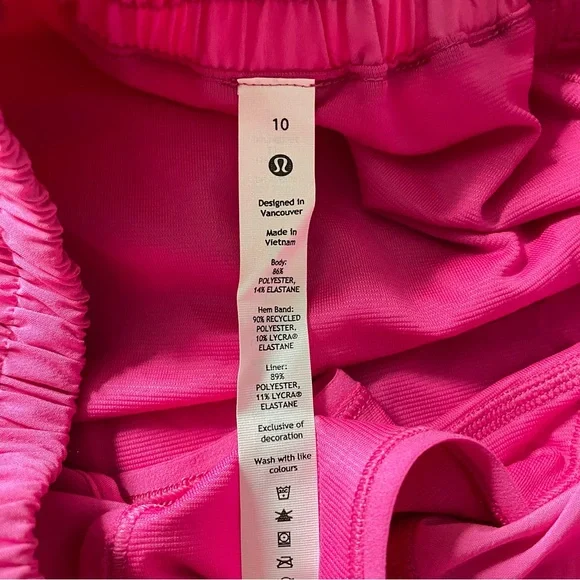 10
Designed in
Vancouver
Made in
Vietnam
Body:
86%
POLYESTER,
14% ELASTANE
Hem Band:
90% RECYCLED
POLYESTER,
10% LYCRA®
ELASTANE
Liner:
89%
POLYESTER,
11% LYCRA®
ELASTANE
Exclusive of
decoration
Wash with like
colours